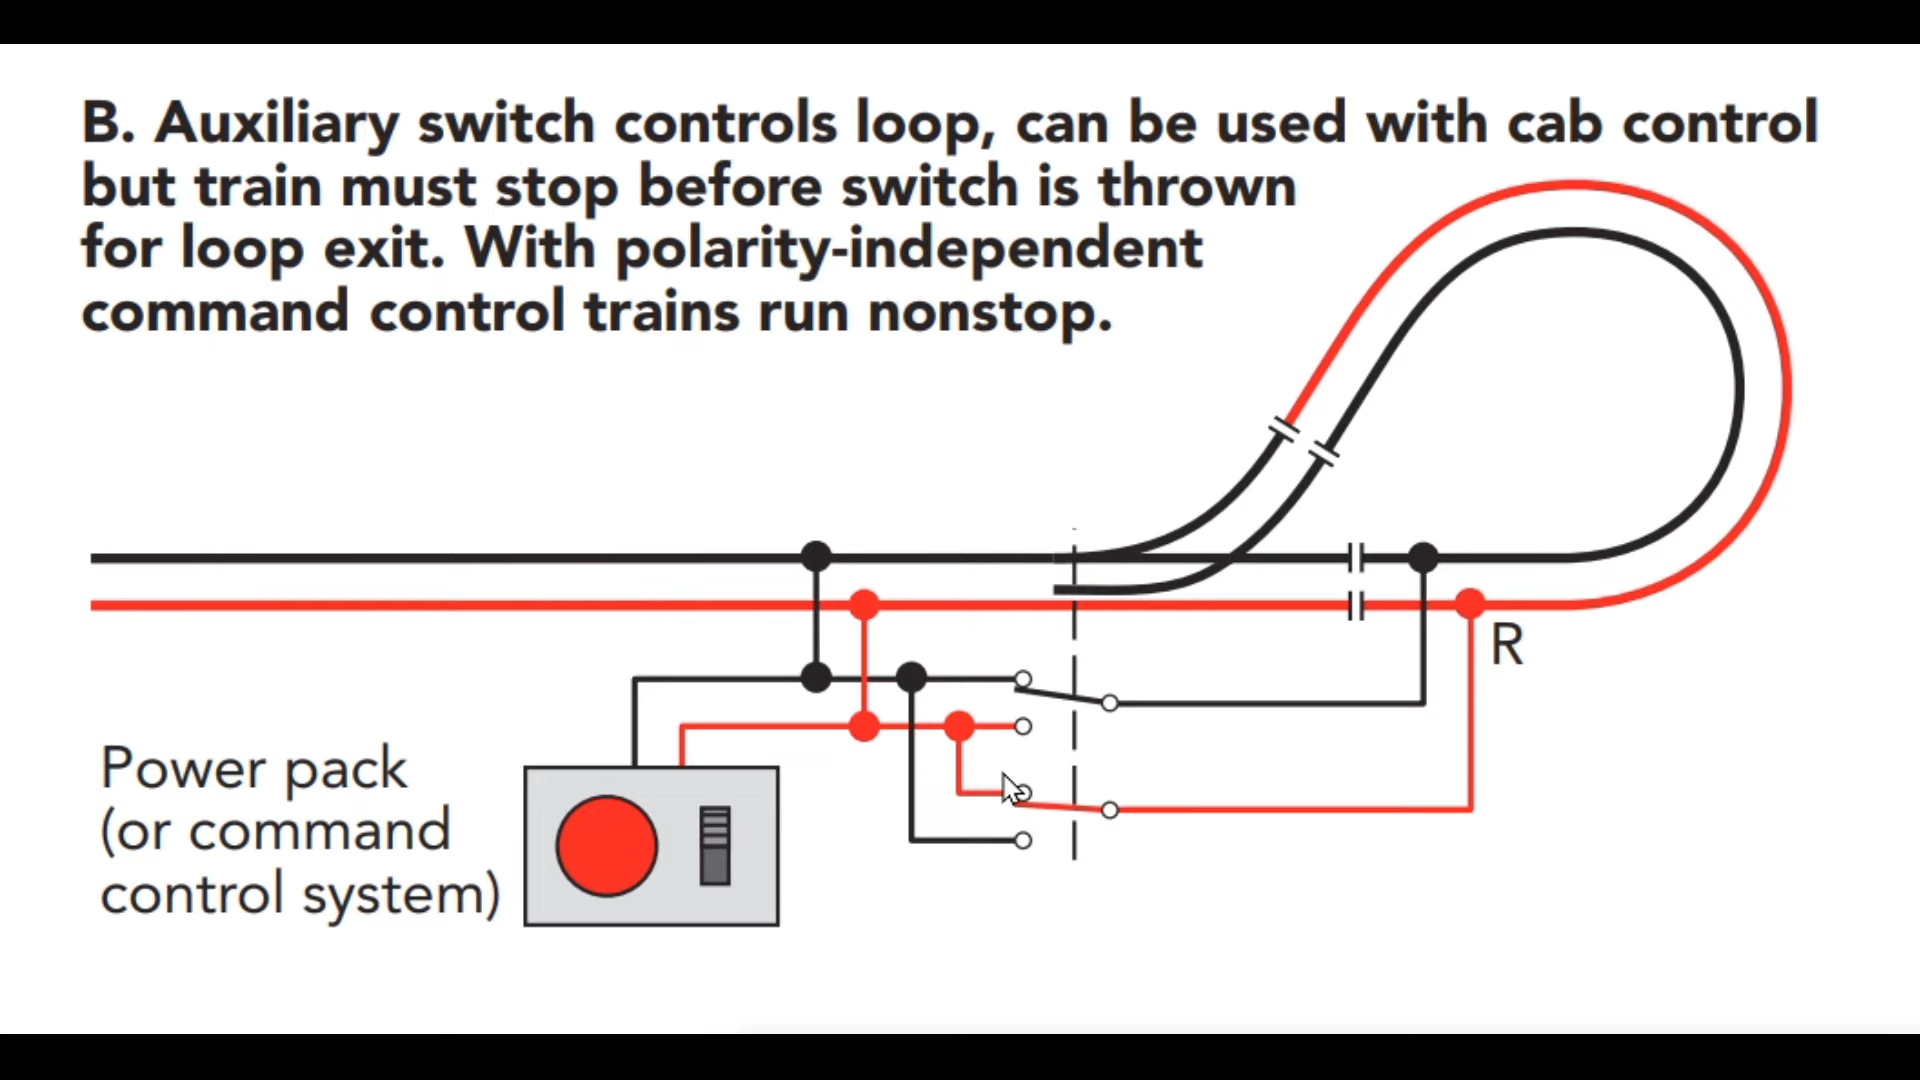 B. Auxiliary switch controls loop, can be used with cab control
but train must stop before switch is thrown
for loop exit. With polarity-independent
command control trains run nonstop.
R
Power pack
(or command
control system)